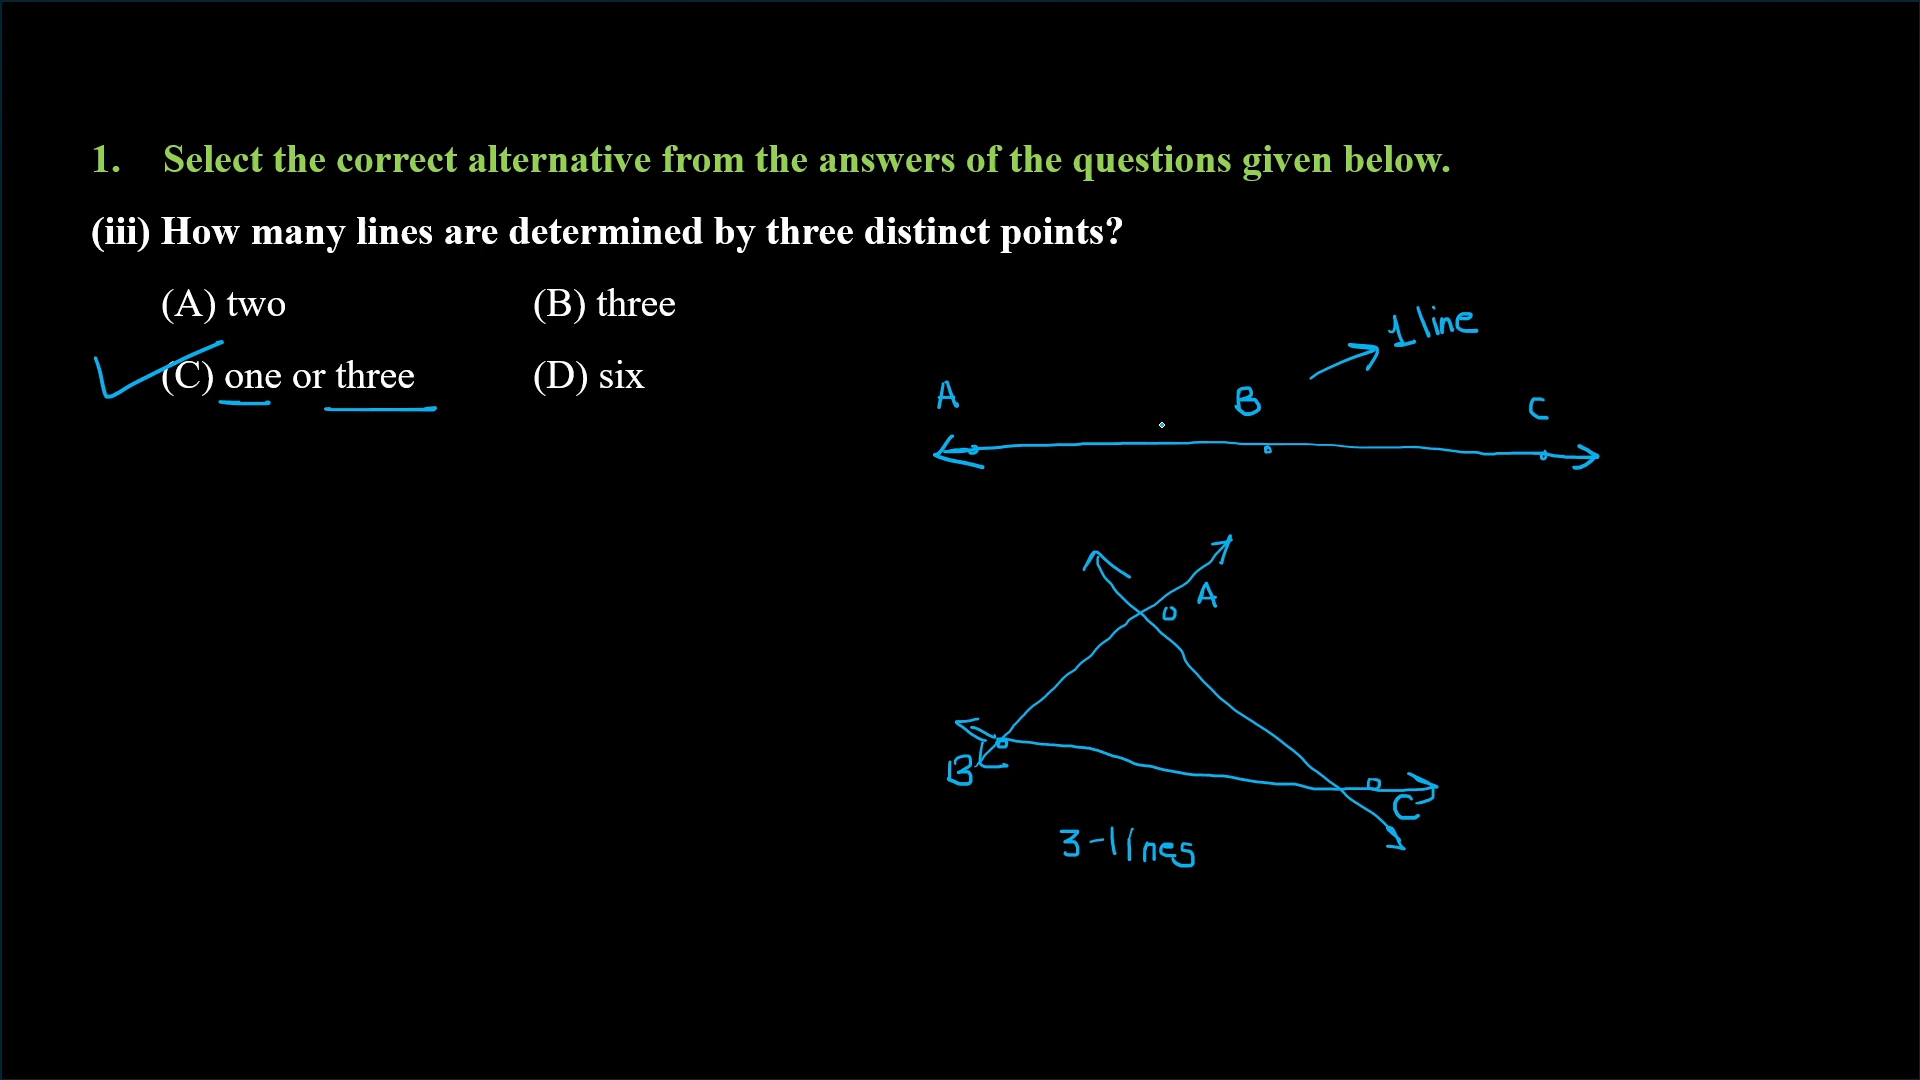 1. Select the correct alternative from the answers of the questions given below.
(iii) How many lines are determined by three distinct points?
(A) two (B) three
(C) one or three (D) six
1 line
A B C
A
B
C
3-lines